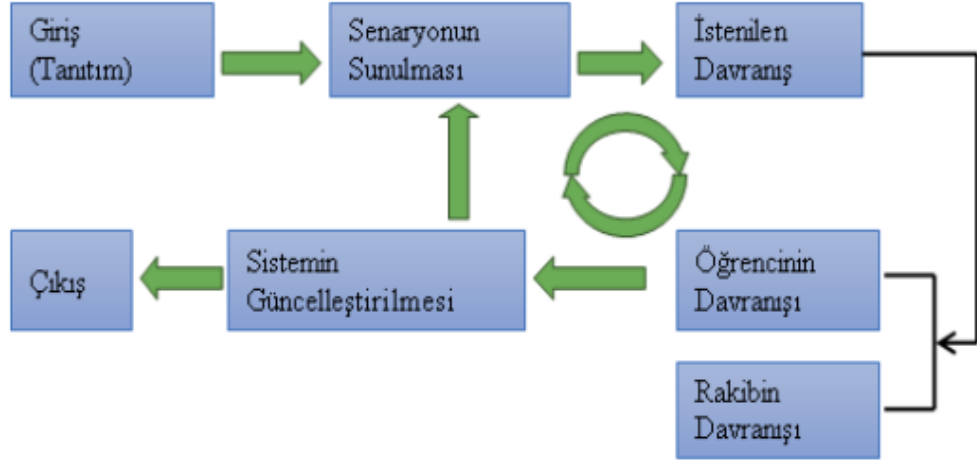 Giriş
(Tanıtım)
Senaryonun
Sunulması
İstenilen
Davranış
Çıkış
Sistemin
Güncelleştirilmesi
Öğrencinin
Davranışı
Rakibin
Davranışı